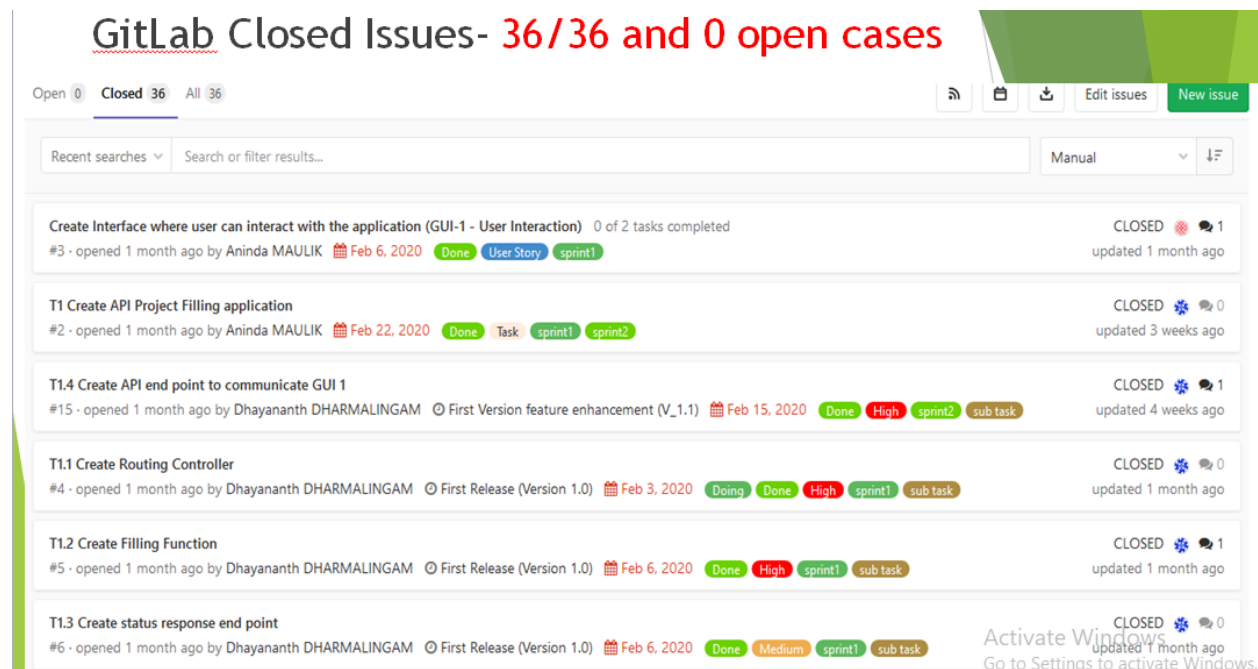 GitLab Closed Issues- 36/36 and 0 open cases
Open 0 Closed 36 All 36
Edit issues New issue
Recent searches Search or filter results... Manual
Create Interface where user can interact with the application (GUI-1 - User Interaction) 0 of 2 tasks completed CLOSED 1
#3 · opened 1 month ago by Aninda MAULIK Feb 6, 2020 Done User Story sprint1 updated 1 month ago
T1 Create API Project Filling application CLOSED 0
#2 · opened 1 month ago by Aninda MAULIK Feb 22, 2020 Done Task sprint1 sprint2 updated 3 weeks ago
T1.4 Create API end point to communicate GUI 1 CLOSED 1
#15 · opened 1 month ago by Dhayananth DHARMALINGAM First Version feature enhancement (V_1.1) Feb 15, 2020 Done High sprint2 sub task updated 4 weeks ago
T1.1 Create Routing Controller CLOSED 0
#4 · opened 1 month ago by Dhayananth DHARMALINGAM First Release (Version 1.0) Feb 3, 2020 Doing Done High sprint1 sub task updated 1 month ago
T1.2 Create Filling Function CLOSED 1
#5 · opened 1 month ago by Dhayananth DHARMALINGAM First Release (Version 1.0) Feb 6, 2020 Done High sprint1 sub task updated 1 month ago
T1.3 Create status response end point CLOSED 0
#6 · opened 1 month ago by Dhayananth DHARMALINGAM First Release (Version 1.0) Feb 6, 2020 Done Medium sprint1 sub task updated 1 month ago
Activate Windows
Go to Settings to activate Windows